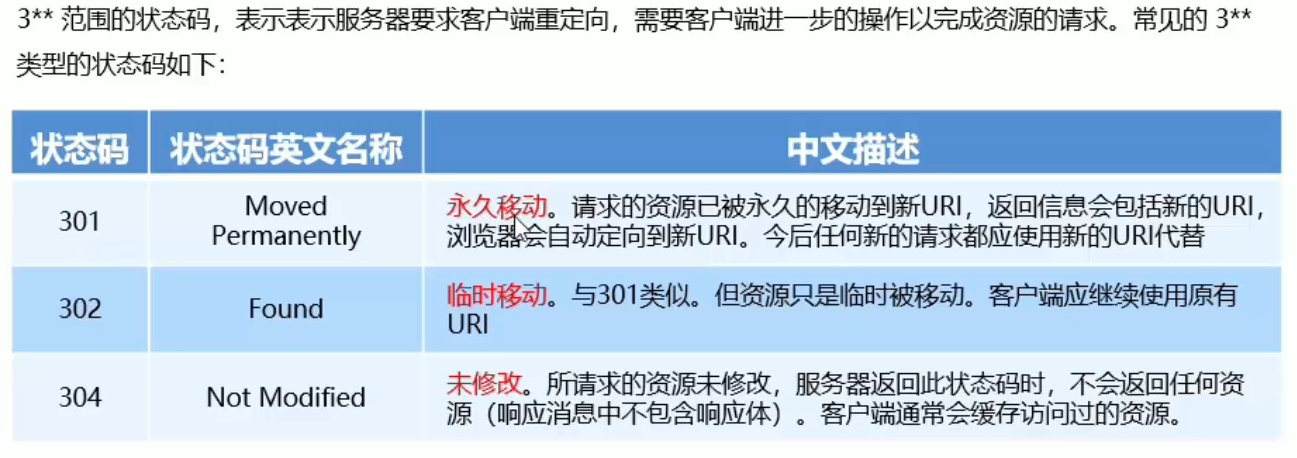 3** 范围的状态码，表示表示服务器要求客户端重定向，需要客户端进一步的操作以完成资源的请求。常见的 3**
类型的状态码如下：
状态码 状态码英文名称 中文描述
301
Moved
Permanently
永久移动。请求的资源已被永久的移动到新URI，返回信息会包括新的URI，
浏览器会自动定向到新URI。今后任何新的请求都应使用新的URI代替
302
Found
临时移动。与301类似。但资源只是临时被移动。客户端应继续使用原有
URI
304
Not Modified
未修改。所请求的资源未修改，服务器返回此状态码时，不会返回任何资
源（响应消息中不包含响应体）。客户端通常会缓存访问过的资源。